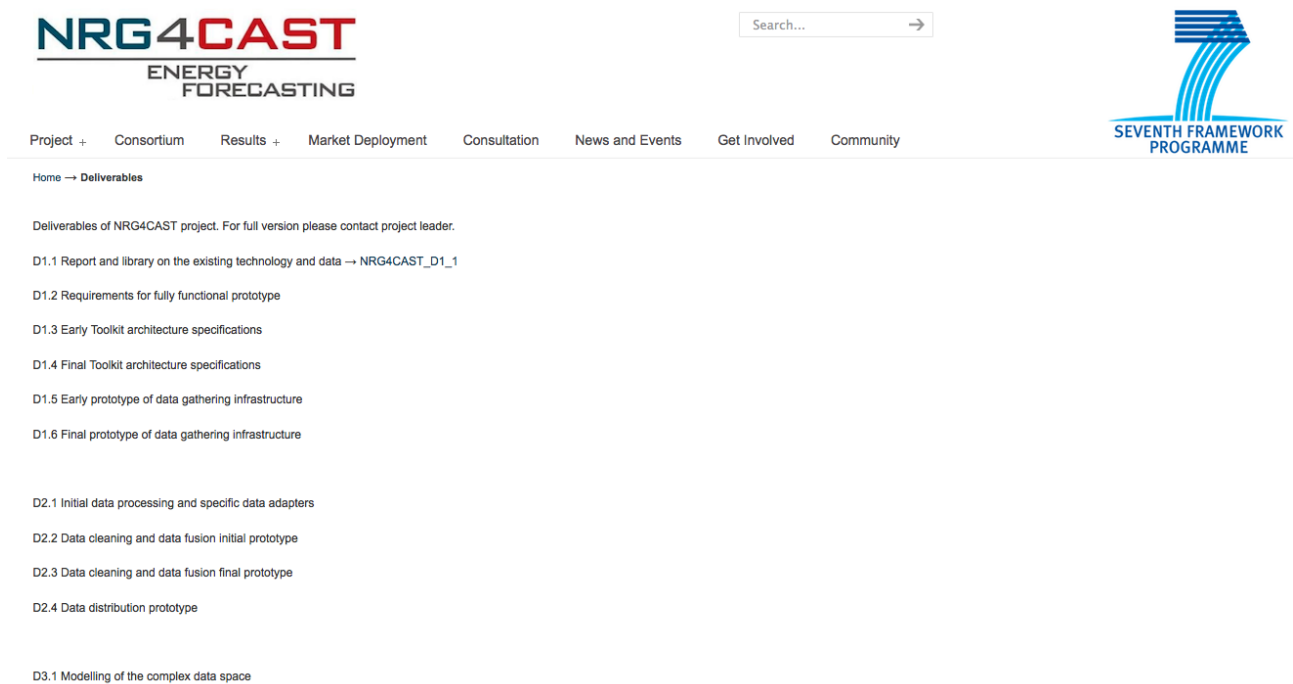 NRG4CAST
ENERGY
FORECASTING
Search... →
SEVENTH FRAMEWORK
PROGRAMME
Project + Consortium Results + Market Deployment Consultation News and Events Get Involved Community
Home → Deliverables
Deliverables of NRG4CAST project. For full version please contact project leader.
D1.1 Report and library on the existing technology and data → NRG4CAST_D1_1
D1.2 Requirements for fully functional prototype
D1.3 Early Toolkit architecture specifications
D1.4 Final Toolkit architecture specifications
D1.5 Early prototype of data gathering infrastructure
D1.6 Final prototype of data gathering infrastructure
D2.1 Initial data processing and specific data adapters
D2.2 Data cleaning and data fusion initial prototype
D2.3 Data cleaning and data fusion final prototype
D2.4 Data distribution prototype
D3.1 Modelling of the complex data space